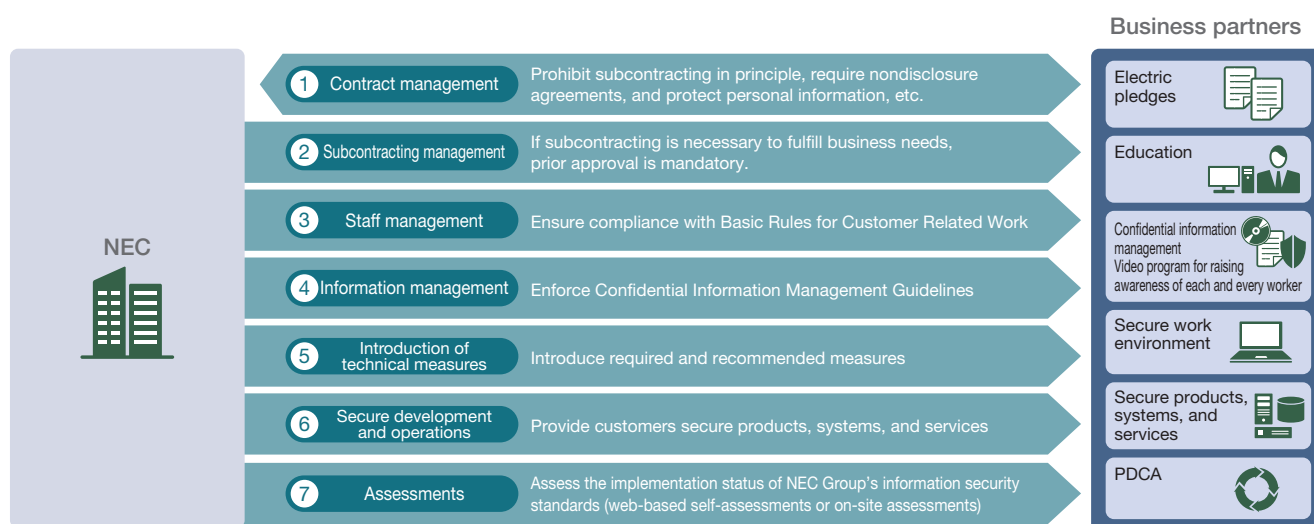 Business partners
NEC
1 Contract management
Prohibit subcontracting in principle, require nondisclosure
agreements, and protect personal information, etc.
2 Subcontracting management
If subcontracting is necessary to fulfill business needs,
prior approval is mandatory.
3 Staff management
Ensure compliance with Basic Rules for Customer Related Work
4 Information management
Enforce Confidential Information Management Guidelines
5 Introduction of
technical measures
Introduce required and recommended measures
6 Secure development
and operations
Provide customers secure products, systems, and services
7 Assessments
Assess the implementation status of NEC Group's information security
standards (web-based self-assessments or on-site assessments)
Electric
pledges
Education
Confidential information
management
Video program for raising
awareness of each and every worker
Secure work
environment
Secure products,
systems, and
services
PDCA